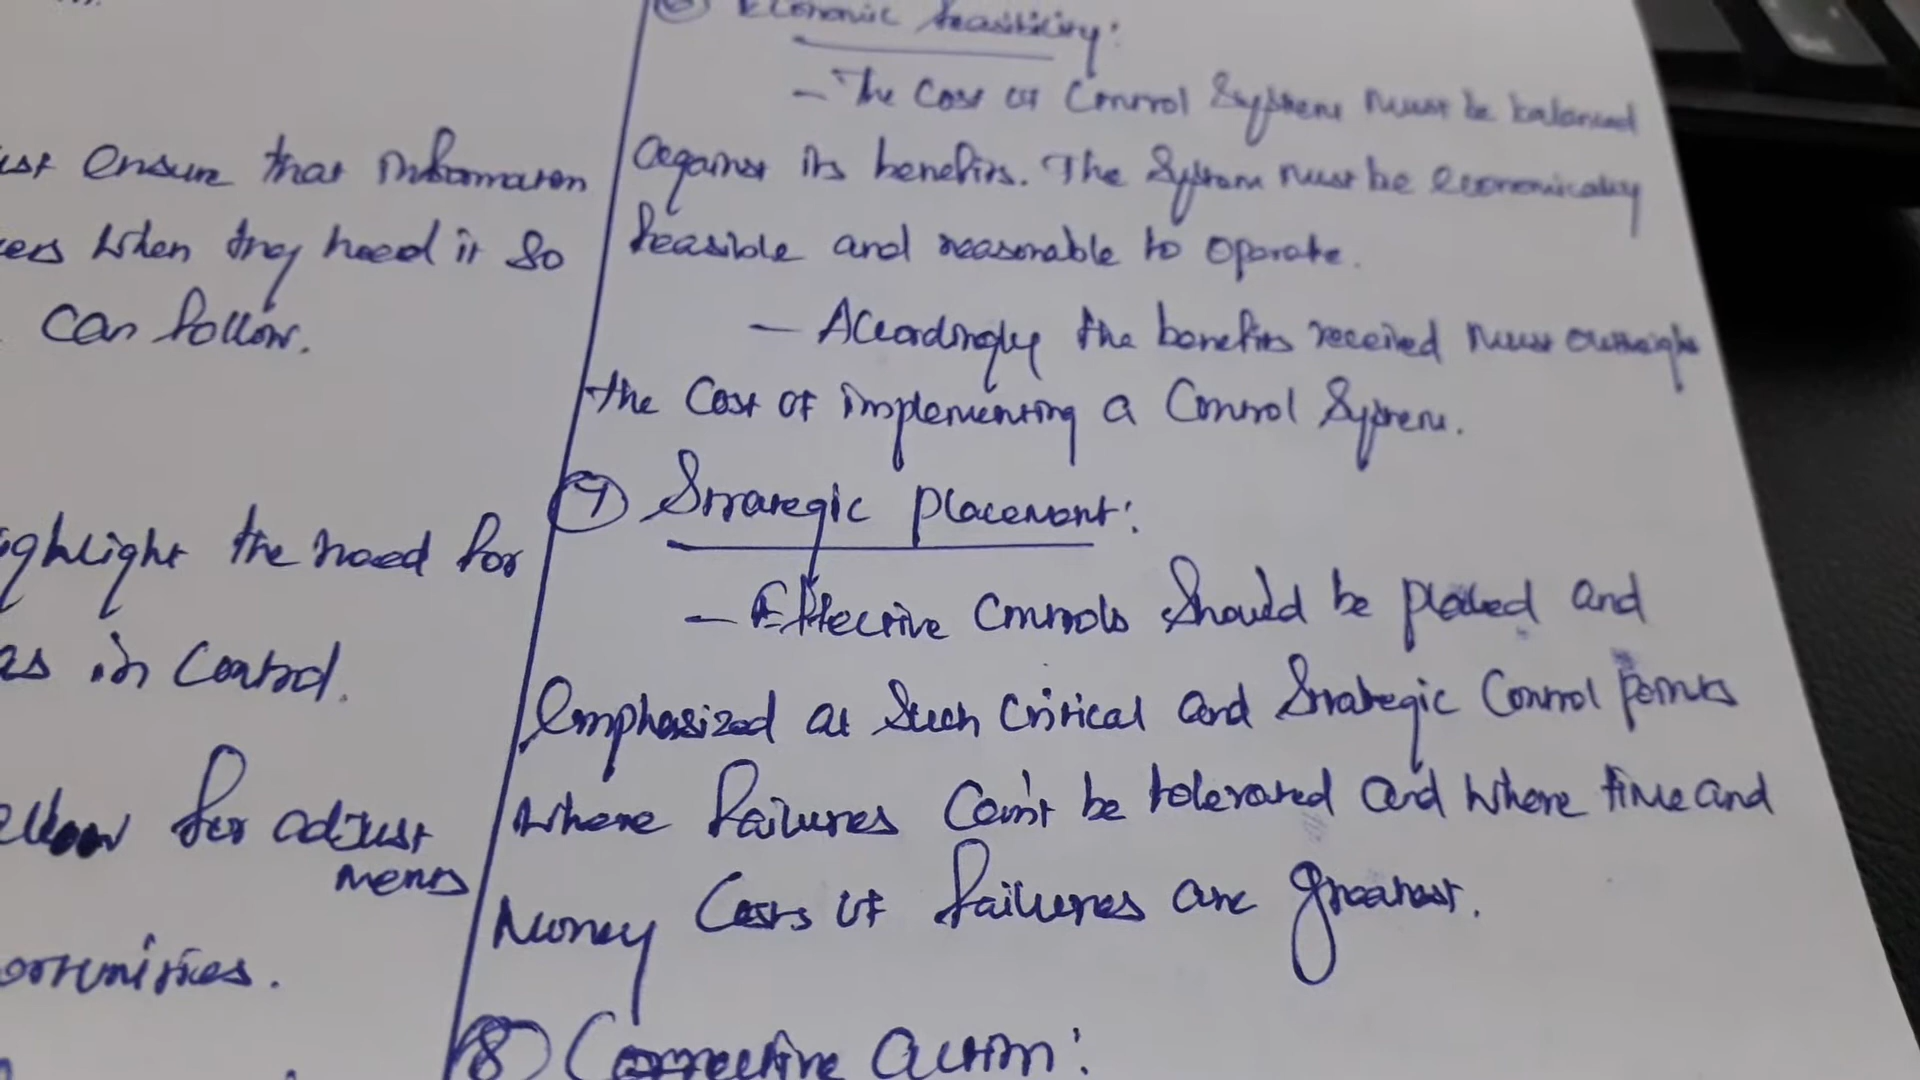 ust ensure that information
ers when they need it so
can follow.
ighlight the need for
as in Control.
allow for adjust
ments
ortunities.
⑥ Economic feasibility:
- The cost of Control System must be balanced
against its benefits. The System must be economically
feasible and reasonable to operate.
- Accordingly the benefits received must outweigh
the cost of implementing a Control System.
⑦ Strategic Placement:
- Effective Controls Should be placed and
emphasized at such critical and Strategic Control points
where failures can't be tolerated and where time and
money Costs of failures are greatest.
⑧ Corrective action: